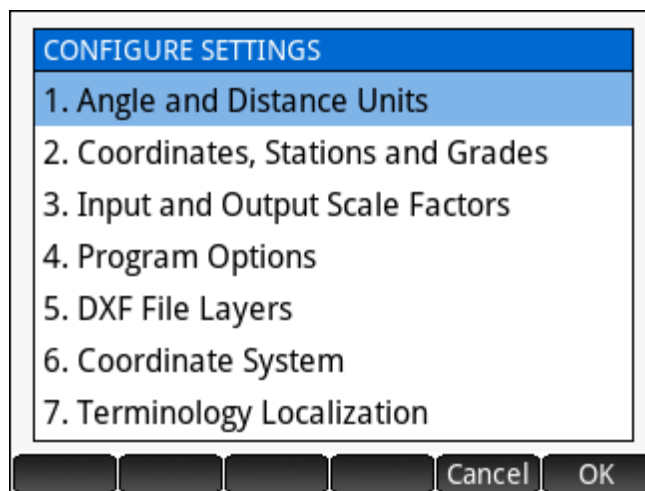 CONFIGURE SETTINGS
1. Angle and Distance Units
2. Coordinates, Stations and Grades
3. Input and Output Scale Factors
4. Program Options
5. DXF File Layers
6. Coordinate System
7. Terminology Localization
Cancel OK